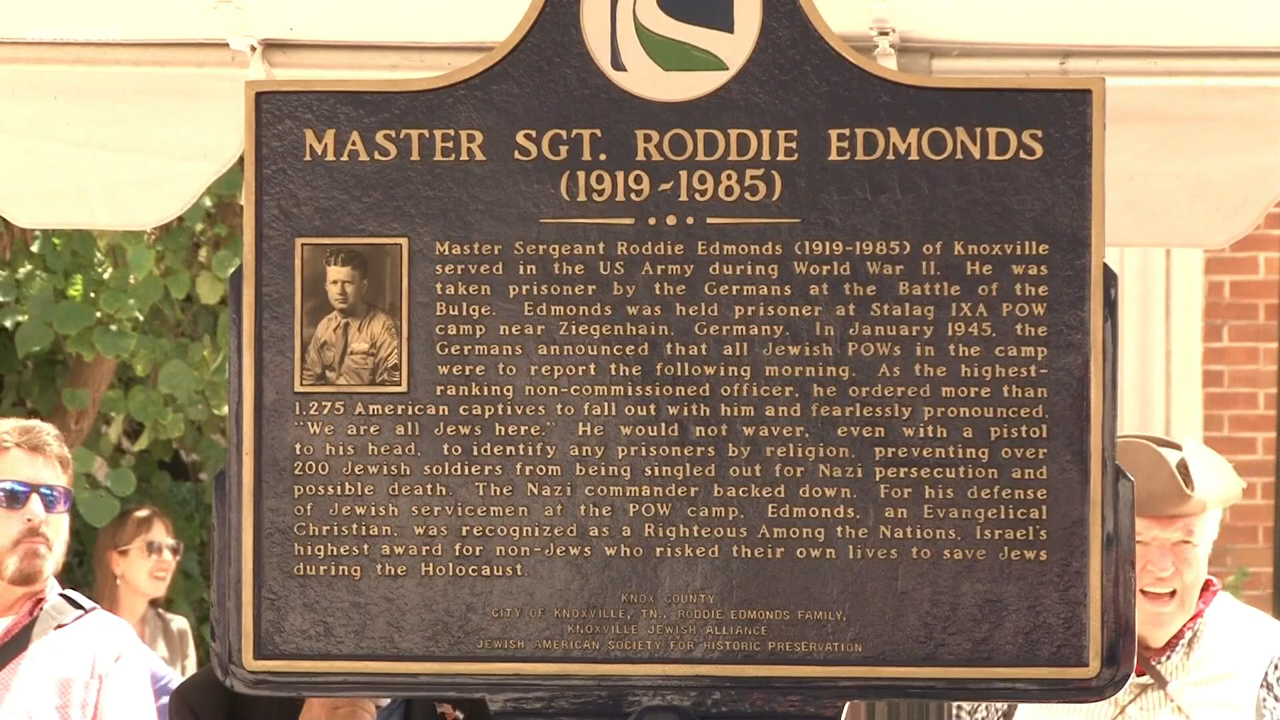 MASTER SGT. RODDIE EDMONDS
(1919~1985)
Master Sergeant Roddie Edmonds (1919-1985) of Knoxville
served in the US Army during World War II. He was
taken prisoner by the Germans at the Battle of the
Bulge. Edmonds was held prisoner at Stalag IXA POW
camp near Ziegenhain, Germany. In January 1945, the
Germans announced that all Jewish POWs in the camp
were to report the following morning. As the highest-
ranking non-commissioned officer, he ordered more than
1,275 American captives to fall out with him and fearlessly pronounced,
"We are all Jews here." He would not waver, even with a pistol
to his head, to identify any prisoners by religion, preventing over
200 Jewish soldiers from being singled out for Nazi persecution and
possible death. The Nazi commander backed down. For his defense
of Jewish servicemen at the POW camp, Edmonds, an Evangelical
Christian, was recognized as a Righteous Among the Nations, Israel's
highest award for non-Jews who risked their own lives to save Jews
during the Holocaust.
KNOX COUNTY
CITY OF KNOXVILLE, TN., RODDIE EDMONDS FAMILY,
KNOXVILLE JEWISH ALLIANCE
JEWISH AMERICAN SOCIETY FOR HISTORIC PRESERVATION